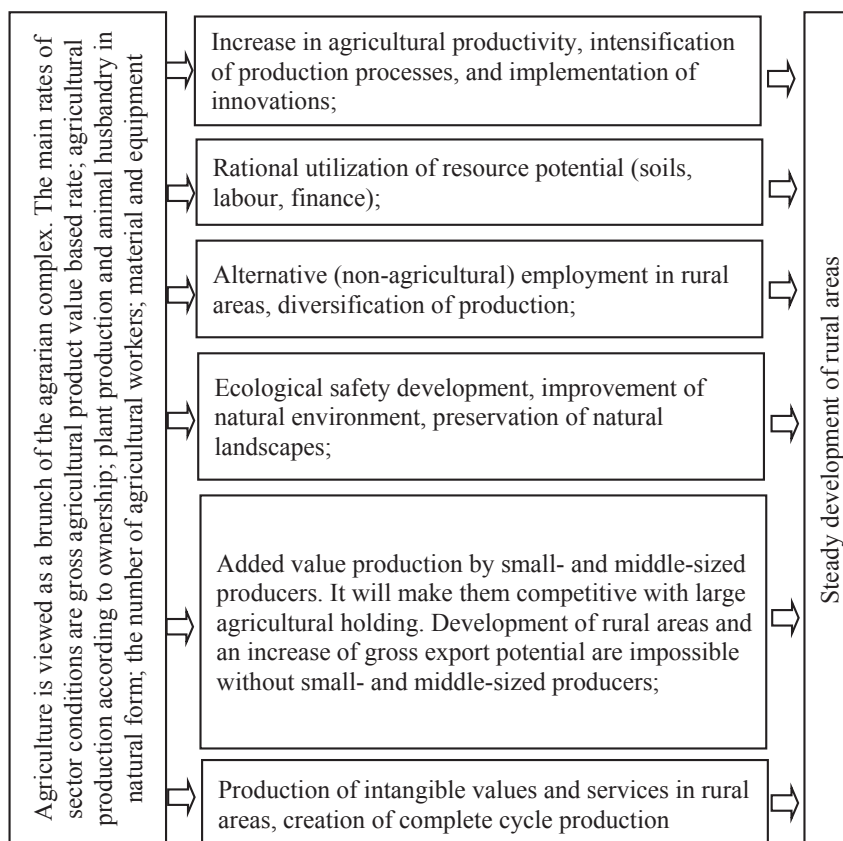 Agriculture is viewed as a brunch of the agrarian complex. The main rates of
sector conditions are gross agricultural product value based rate; agricultural
production according to ownership; plant production and animal husbandry in
natural form; the number of agricultural workers; material and equipment
Increase in agricultural productivity, intensification
of production processes, and implementation of
innovations;
Rational utilization of resource potential (soils,
labour, finance);
Alternative (non-agricultural) employment in rural
areas, diversification of production;
Ecological safety development, improvement of
natural environment, preservation of natural
landscapes;
Added value production by small- and middle-sized
producers. It will make them competitive with large
agricultural holding. Development of rural areas and
an increase of gross export potential are impossible
without small- and middle-sized producers;
Production of intangible values and services in rural
areas, creation of complete cycle production
Steady development of rural areas